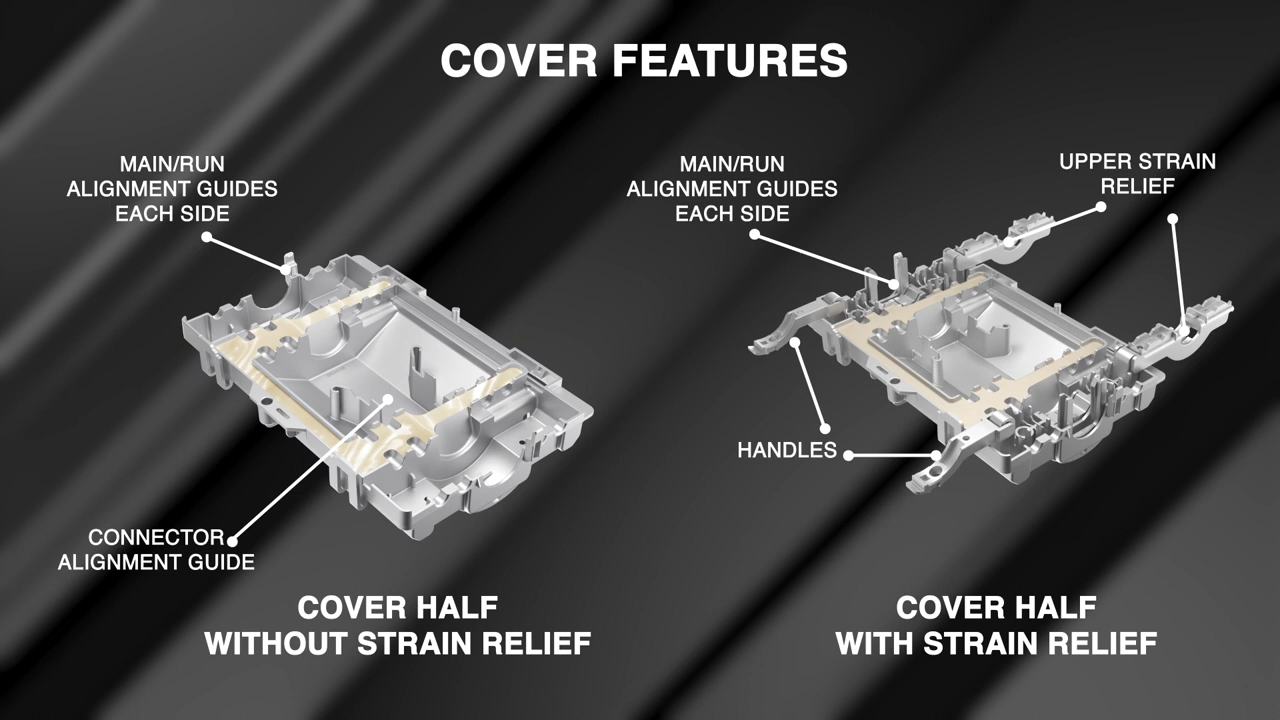 COVER FEATURES
MAIN/RUN
ALIGNMENT GUIDES
EACH SIDE
MAIN/RUN
ALIGNMENT GUIDES
EACH SIDE
UPPER STRAIN
RELIEF
HANDLES
CONNECTOR
ALIGNMENT GUIDE
COVER HALF
WITHOUT STRAIN RELIEF
COVER HALF
WITH STRAIN RELIEF